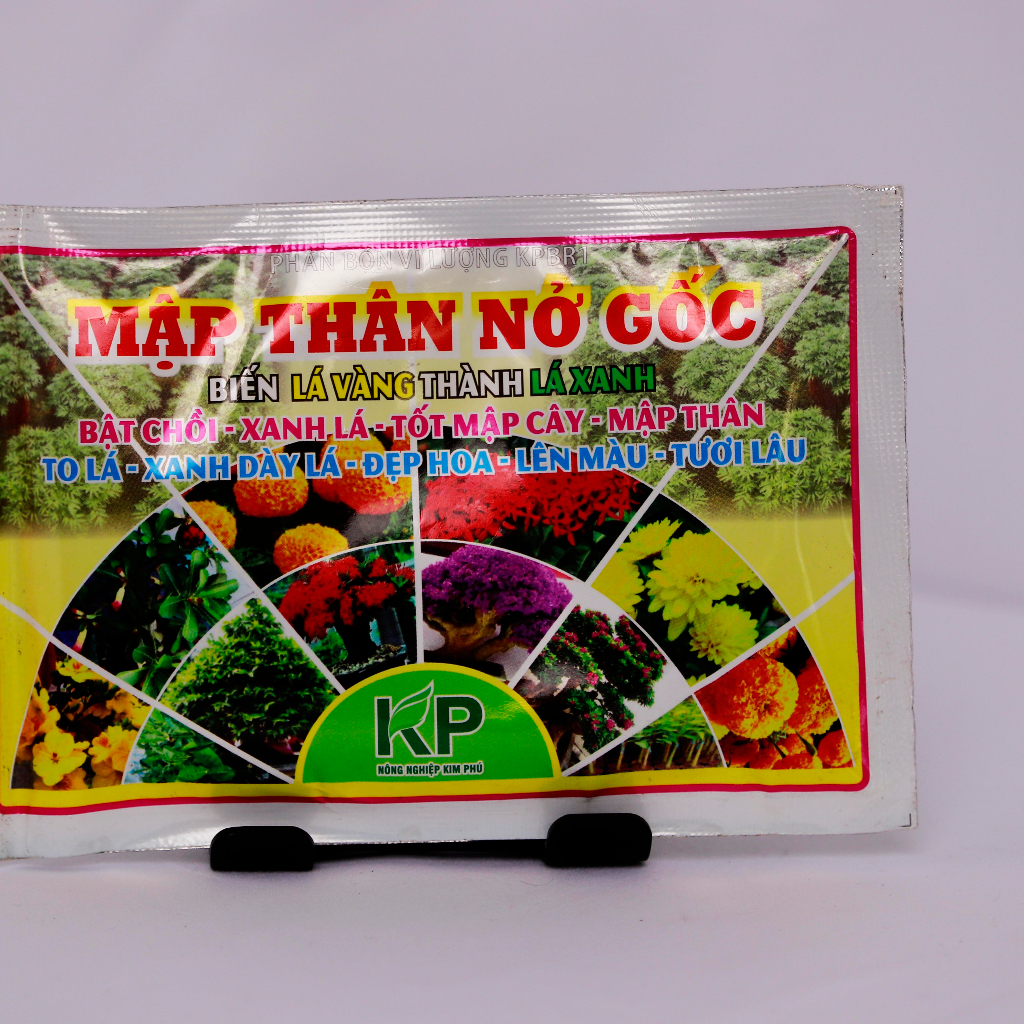 PHÂN BÓN VI LƯỢNG KPBR1
MẬP THÂN NỞ GỐC
BIẾN LÁ VÀNG THÀNH LÁ XANH
BẬT CHỒI - XANH LÁ - TỐT MẬP CÂY - MẬP THÂN
TO LÁ - XANH DÀY LÁ - ĐẸP HOA - LÊN MÀU - TƯƠI LÂU
KP
NÔNG NGHIỆP KIM PHÚ